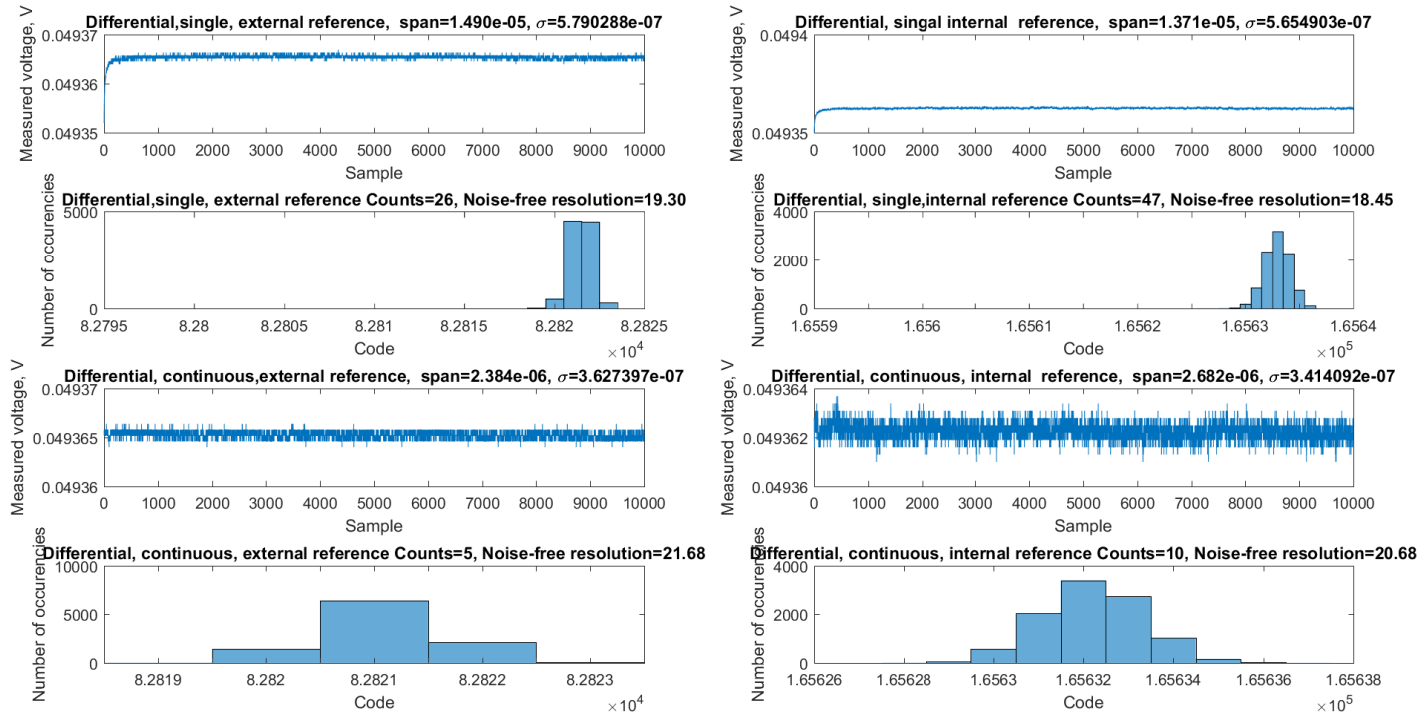 Differential,single, external reference,  span=1.490e-05, σ=5.790288e-07
Measured voltage, V
0.04937
0.04936
0.04935
0 1000 2000 3000 4000 5000 6000 7000 8000 9000 10000
Sample
Differential, singal internal  reference,  span=1.371e-05, σ=5.654903e-07
Measured voltage, V
0.0494
0.04935
0 1000 2000 3000 4000 5000 6000 7000 8000 9000 10000
Sample
Differential,single, external reference Counts=26, Noise-free resolution=19.30
Number of occurencies
5000
0
8.2795 8.28 8.2805 8.281 8.2815 8.282 8.2825
Code
×10⁴
Differential, single,internal reference Counts=47, Noise-free resolution=18.45
Number of occurencies
4000
2000
0
1.6559 1.656 1.6561 1.6562 1.6563 1.6564
Code
×10⁵
Differential, continuous,external reference,  span=2.384e-06, σ=3.627397e-07
Measured voltage, V
0.04937
0.049365
0.04936
0 1000 2000 3000 4000 5000 6000 7000 8000 9000 10000
Sample
Differential, continuous, internal  reference,  span=2.682e-06, σ=3.414092e-07
Measured voltage, V
0.049364
0.049362
0.04936
0 1000 2000 3000 4000 5000 6000 7000 8000 9000 10000
Sample
Differential, continuous, external reference Counts=5, Noise-free resolution=21.68
Number of occurencies
10000
5000
0
8.2819 8.282 8.2821 8.2822 8.2823
Code
×10⁴
Differential, continuous, internal reference Counts=10, Noise-free resolution=20.68
Number of occurencies
4000
2000
0
1.65626 1.65628 1.6563 1.65632 1.65634 1.65636 1.65638
Code
×10⁵